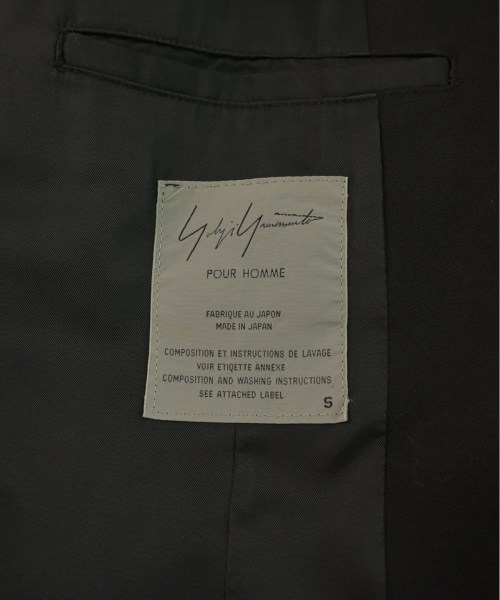 Yohji Yamamoto
POUR HOMME
FABRIQUE AU JAPON
MADE IN JAPAN
COMPOSITION ET INSTRUCTIONS DE LAVAGE
VOIR ETIQETTE ANNEXE
COMPOSITION AND WASHING INSTRUCTIONS
SEE ATTACHED LABEL
S